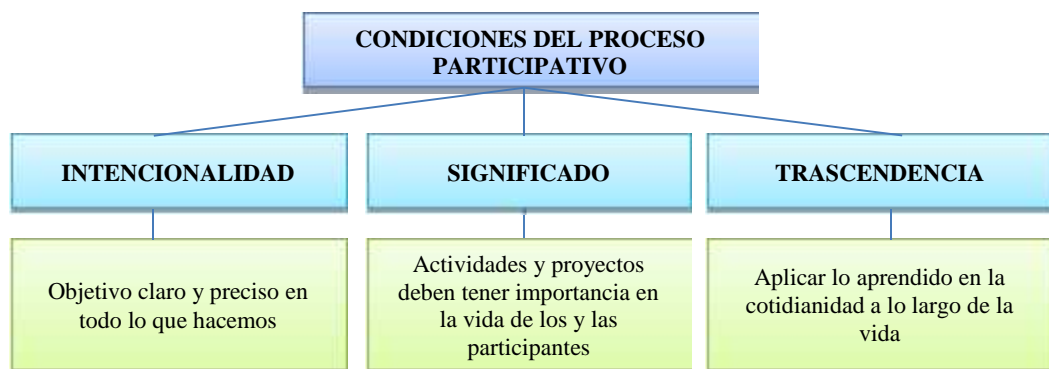 CONDICIONES DEL PROCESO
PARTICIPATIVO
INTENCIONALIDAD
SIGNIFICADO
TRASCENDENCIA
Objetivo claro y preciso en
todo lo que hacemos
Actividades y proyectos
deben tener importancia en
la vida de los y las
participantes
Aplicar lo aprendido en la
cotidianidad a lo largo de la
vida